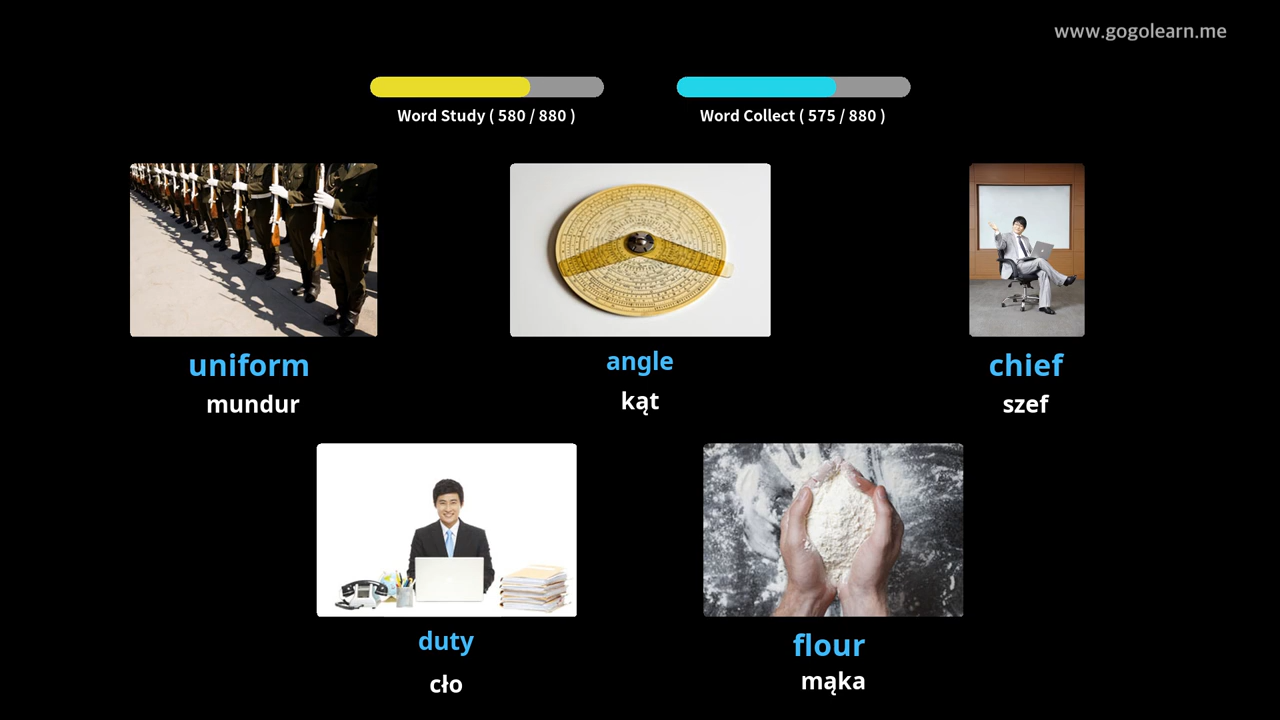 www.gogolearn.me
Word Study ( 580 / 880 )
Word Collect ( 575 / 880 )
uniform
mundur
angle
kąt
chief
szef
duty
cło
flour
mąka